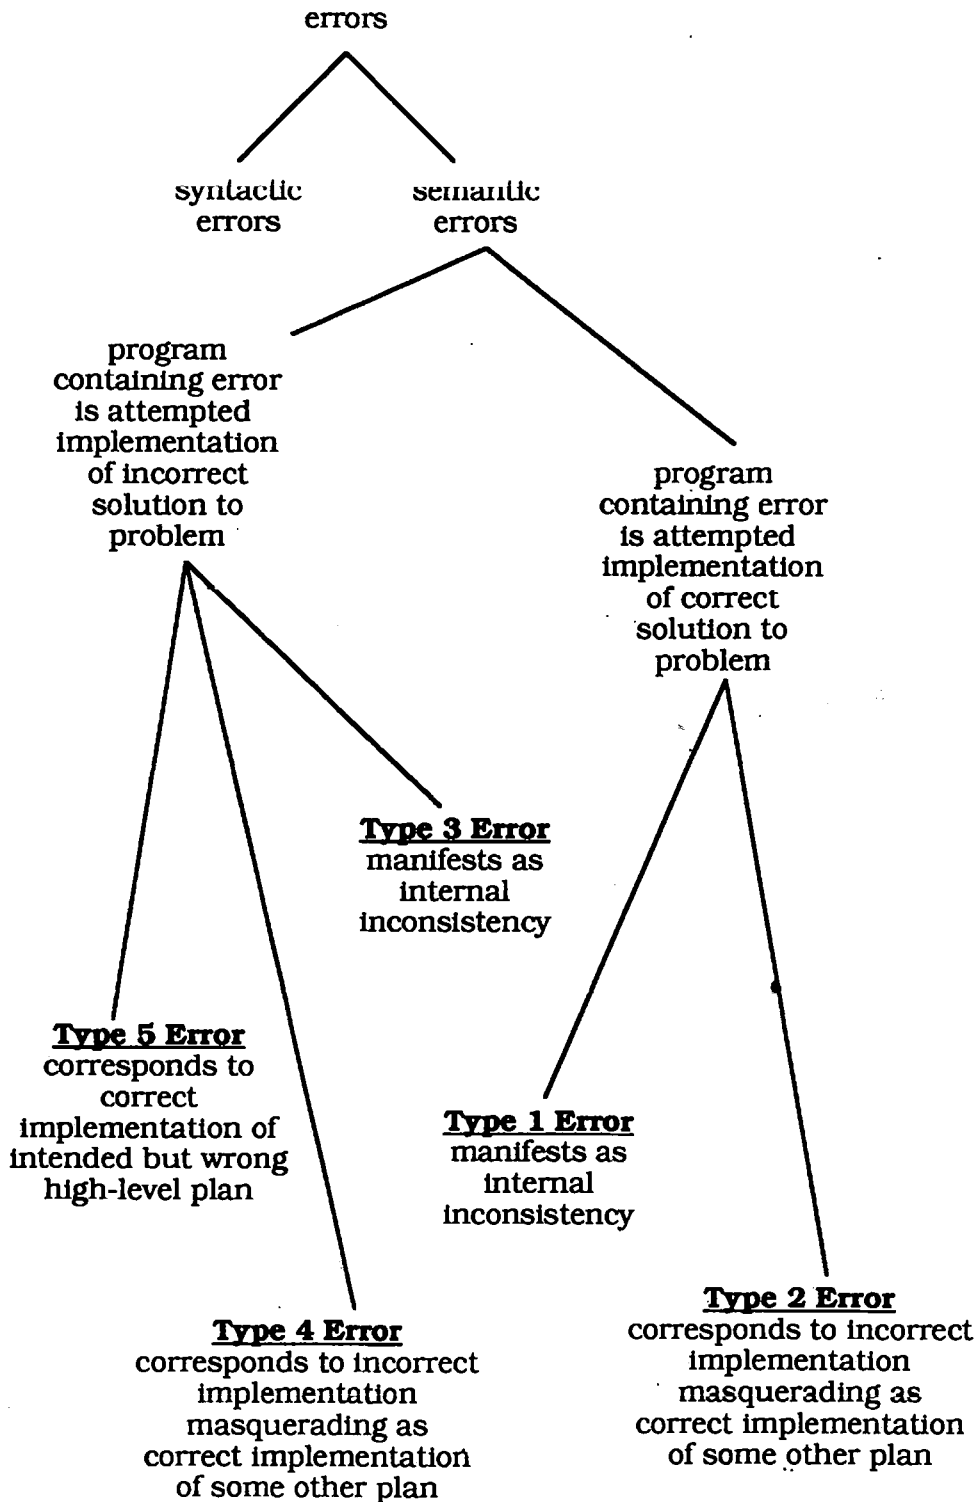 errors
syntactic
errors
semantic
errors
program
containing error
is attempted
implementation
of incorrect
solution to
problem
program
containing error
is attempted
implementation
of correct
solution to
problem
Type 3 Error
manifests as
internal
inconsistency
Type 5 Error
corresponds to
correct
implementation of
intended but wrong
high-level plan
Type 1 Error
manifests as
internal
inconsistency
Type 4 Error
corresponds to incorrect
implementation
masquerading as
correct implementation
of some other plan
Type 2 Error
corresponds to incorrect
implementation
masquerading as
correct implementation
of some other plan